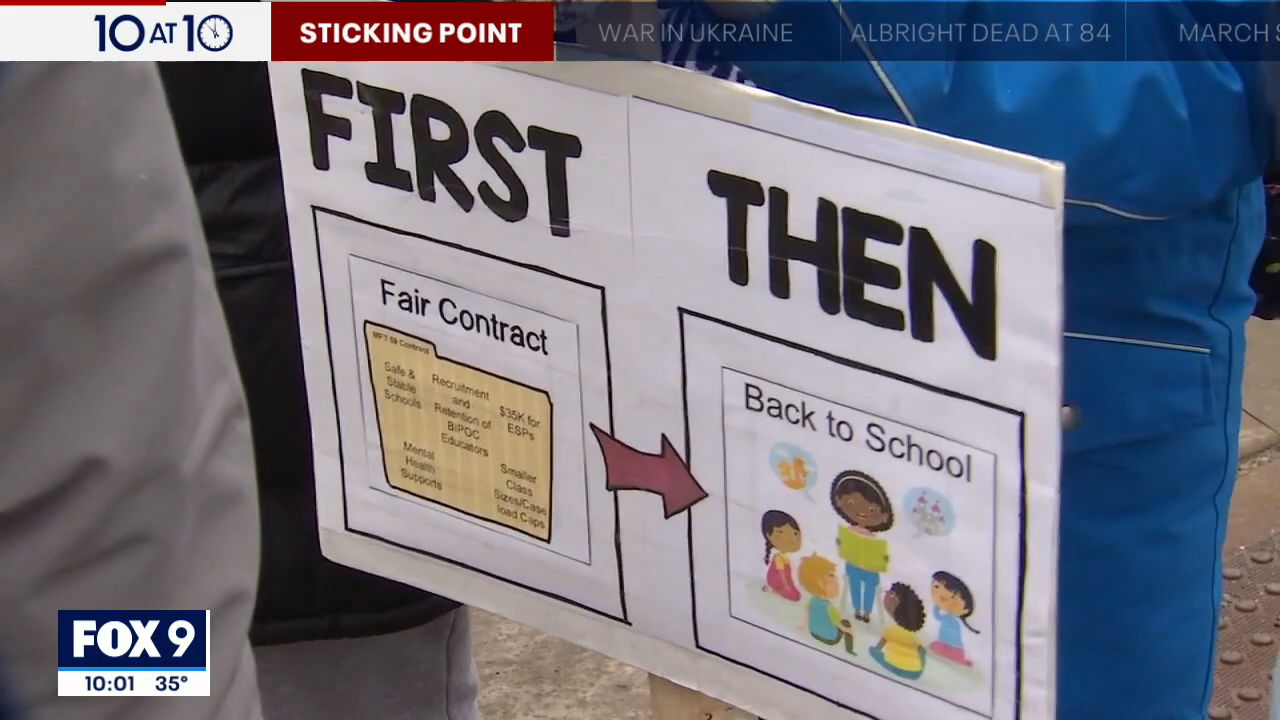 10 AT 10
STICKING POINT
WAR IN UKRAINE
ALBRIGHT DEAD AT 84
MARCH S
FIRST
THEN
Fair Contract
MFT 59 Contract
Safe &
Stable
Schools
Recruitment
and
Retention of
BIPOC
Educators
$35K for
ESPs
Mental
Health
Supports
Smaller
Class
Sizes/Case
load Caps
Back to School
FOX 9
10:01 35°